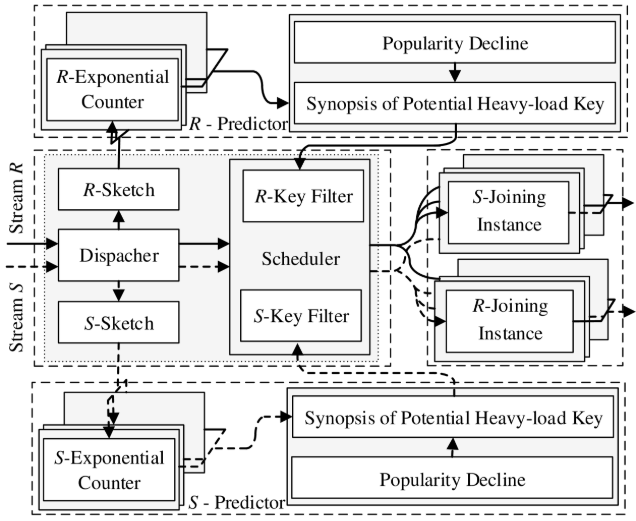 Popularity Decline
R-Exponential
Counter
Synopsis of Potential Heavy-load Key
R - Predictor
Stream R
R-Sketch
R-Key Filter
S-Joining
Instance
Dispacher
Scheduler
Stream S
S-Sketch
S-Key Filter
R-Joining
Instance
Synopsis of Potential Heavy-load Key
S-Exponential
Counter
Popularity Decline
S - Predictor